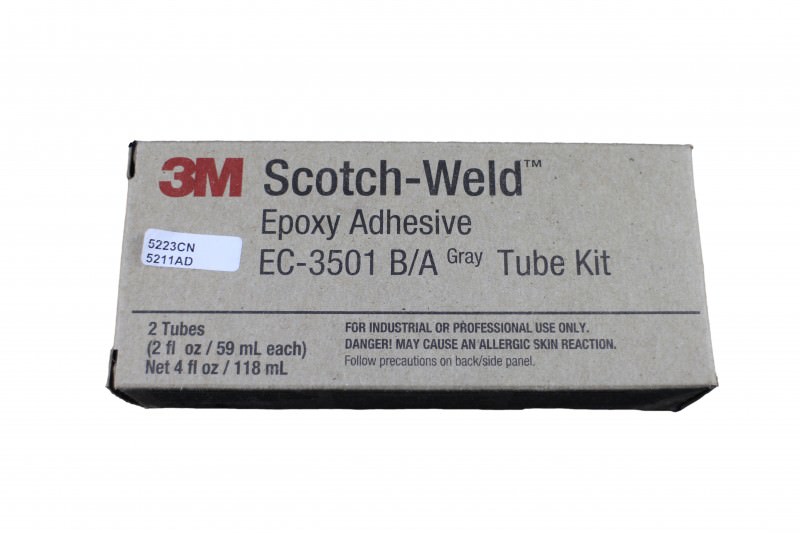 3M Scotch-Weld™
Epoxy Adhesive
EC-3501 B/A Gray Tube Kit
5223CN
5211AD
2 Tubes
(2 fl oz / 59 mL each)
Net 4 fl oz / 118 mL
FOR INDUSTRIAL OR PROFESSIONAL USE ONLY.
DANGER! MAY CAUSE AN ALLERGIC SKIN REACTION.
Follow precautions on back/side panel.